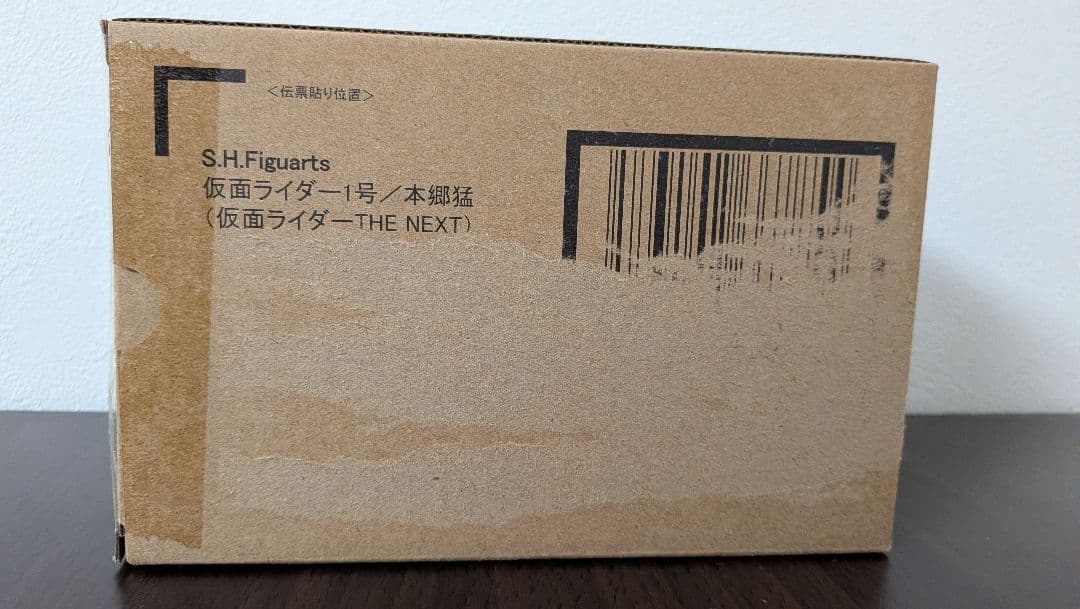 <伝票貼り位置>
S.H.Figuarts
仮面ライダー1号/本郷猛
(仮面ライダーTHE NEXT)